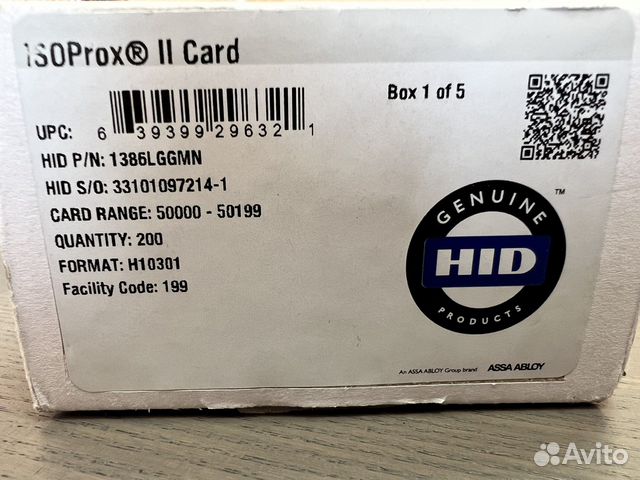 ISOProx® II Card
Box 1 of 5
UPC: 6 39399 29632 1
HID P/N: 1386LGGMN
HID S/O: 33101097214-1
CARD RANGE: 50000 - 50199
QUANTITY: 200
FORMAT: H10301
Facility Code: 199
GENUINE
HID
PRODUCTS
TM
An ASSA ABLOY Group brand ASSA ABLOY
Avito